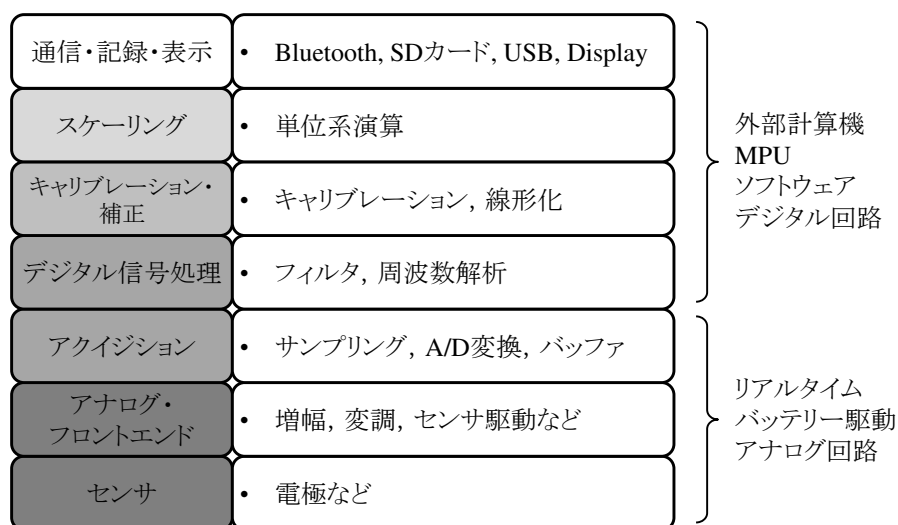 通信・記録・表示
• Bluetooth, SDカード, USB, Display
スケーリング
• 単位系演算
キャリブレーション・
補正
• キャリブレーション, 線形化
デジタル信号処理
• フィルタ, 周波数解析
外部計算機
MPU
ソフトウェア
デジタル回路
アクイジション
• サンプリング, A/D変換, バッファ
アナログ・
フロントエンド
• 増幅, 変調, センサ駆動など
センサ
• 電極など
リアルタイム
バッテリー駆動
アナログ回路